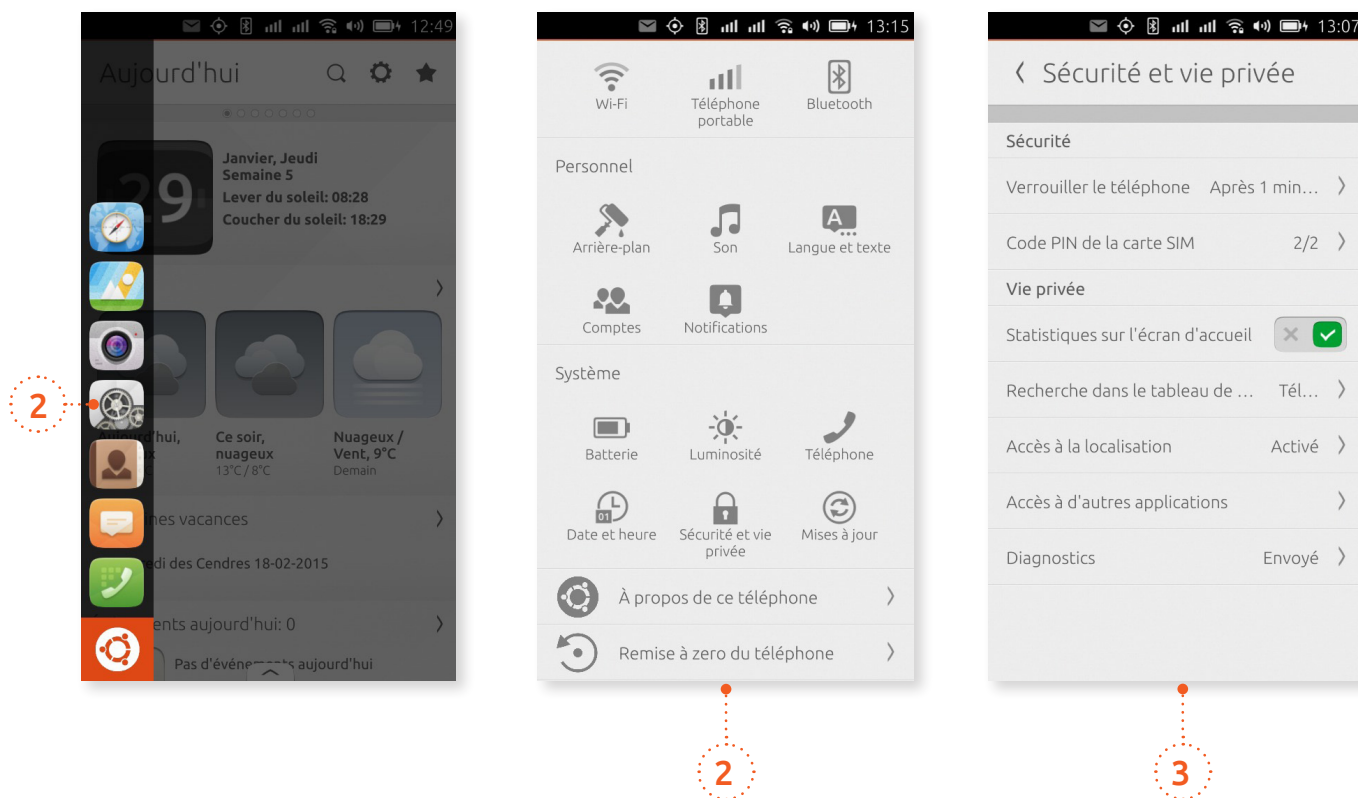 12:49
Aujourd'hui
29
Janvier, Jeudi
Semaine 5
Lever du soleil: 08:28
Coucher du soleil: 18:29
Ce soir,
nuageux
13°C / 8°C
Nuageux /
Vent, 9°C
Demain
vacances
di des Cendres 18-02-2015
ents aujourd'hui: 0
Pas d'événements aujourd'hui
2
13:15
Wi-Fi
Téléphone
portable
Bluetooth
Personnel
Arrière-plan
Son
Langue et texte
Comptes
Notifications
Système
Batterie
Luminosité
Téléphone
01
Date et heure
Sécurité et vie
privée
Mises à jour
À propos de ce téléphone
Remise à zero du téléphone
2
13:07
Sécurité et vie privée
Sécurité
Verrouiller le téléphone Après 1 min...
Code PIN de la carte SIM 2/2
Vie privée
Statistiques sur l'écran d'accueil
Recherche dans le tableau de ... Tél...
Accès à la localisation Activé
Accès à d'autres applications
Diagnostics Envoyé
3